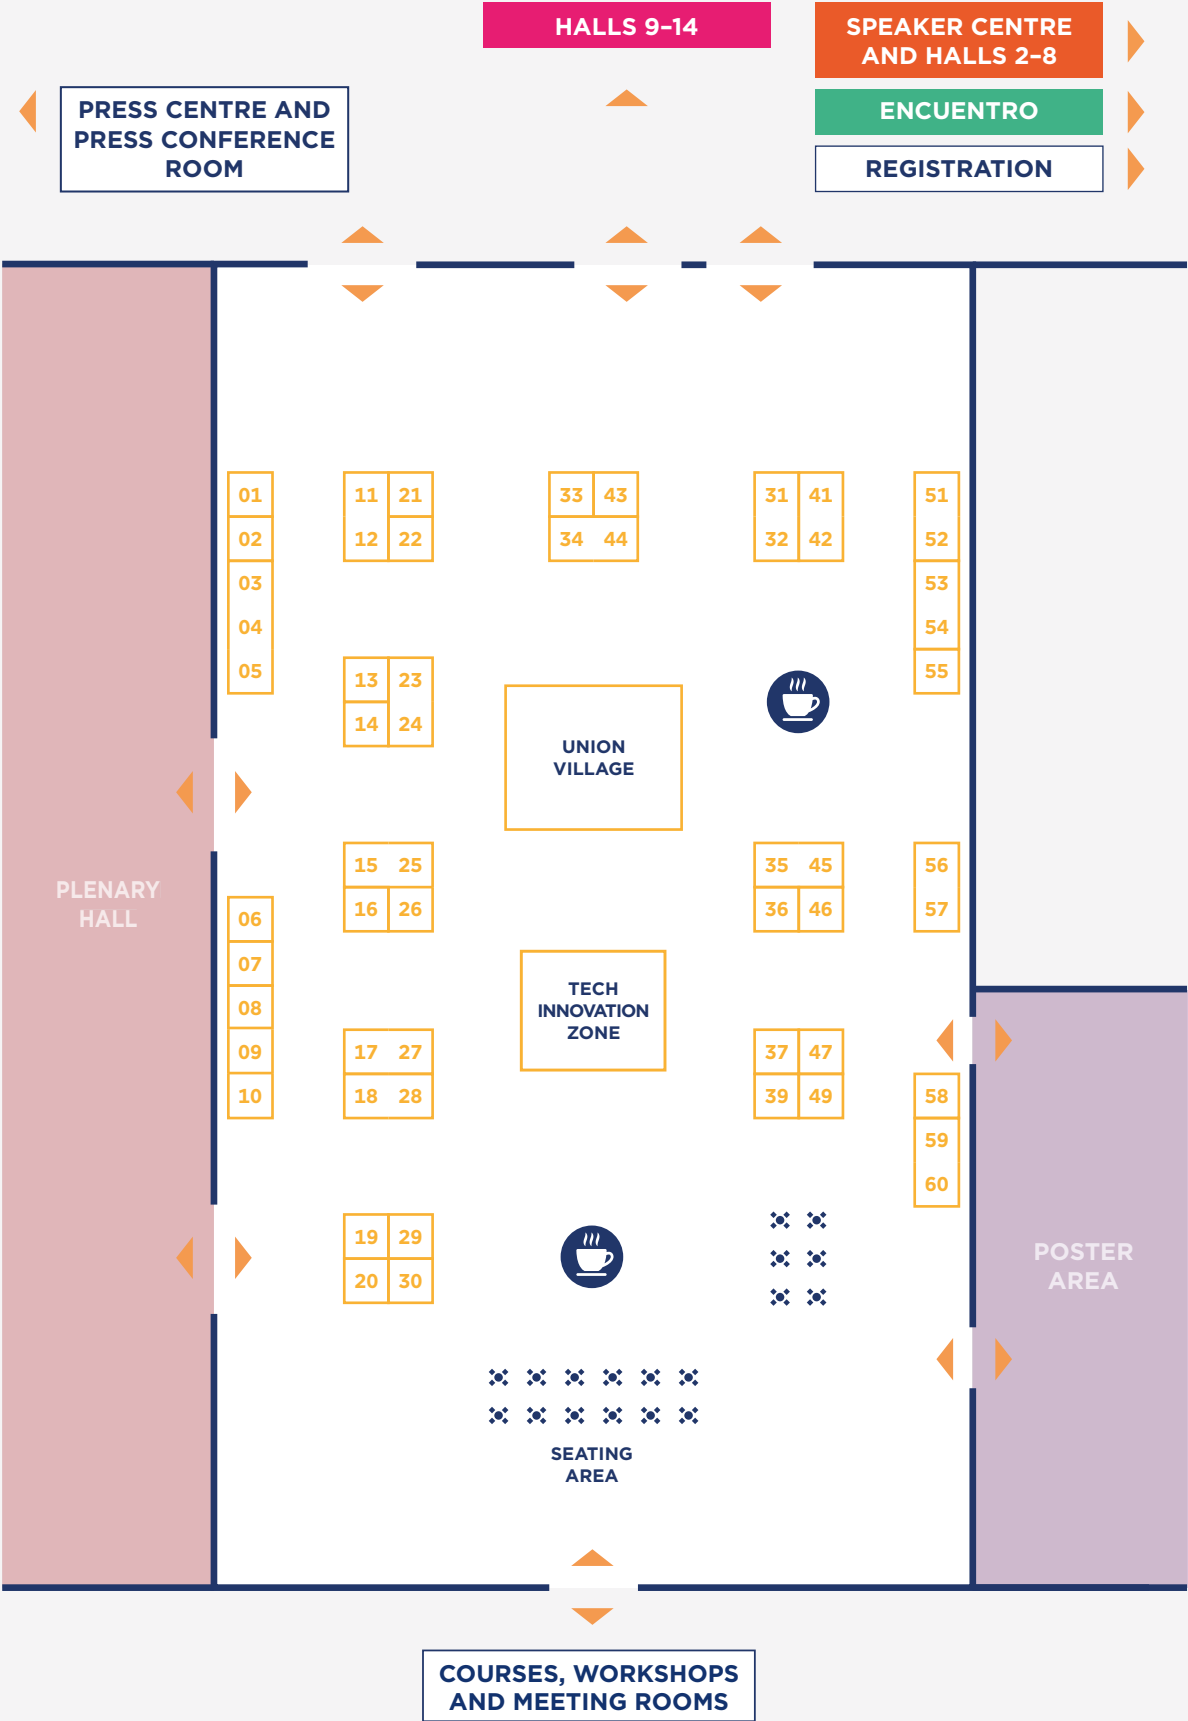 HALLS 9–14
SPEAKER CENTRE
AND HALLS 2–8
PRESS CENTRE AND
PRESS CONFERENCE
ROOM
ENCUENTRO
REGISTRATION
01
11 21
33 43
31 41
51
02
12 22
34 44
32 42
52
03
53
04
54
05
55
13 23
14 24
UNION
VILLAGE
15 25
35 45
56
16 26
36 46
57
PLENARY
HALL
06
07
08
09
10
TECH
INNOVATION
ZONE
17 27
37 47
18 28
39 49
58
59
60
19 29
20 30
POSTER
AREA
SEATING
AREA
COURSES, WORKSHOPS
AND MEETING ROOMS